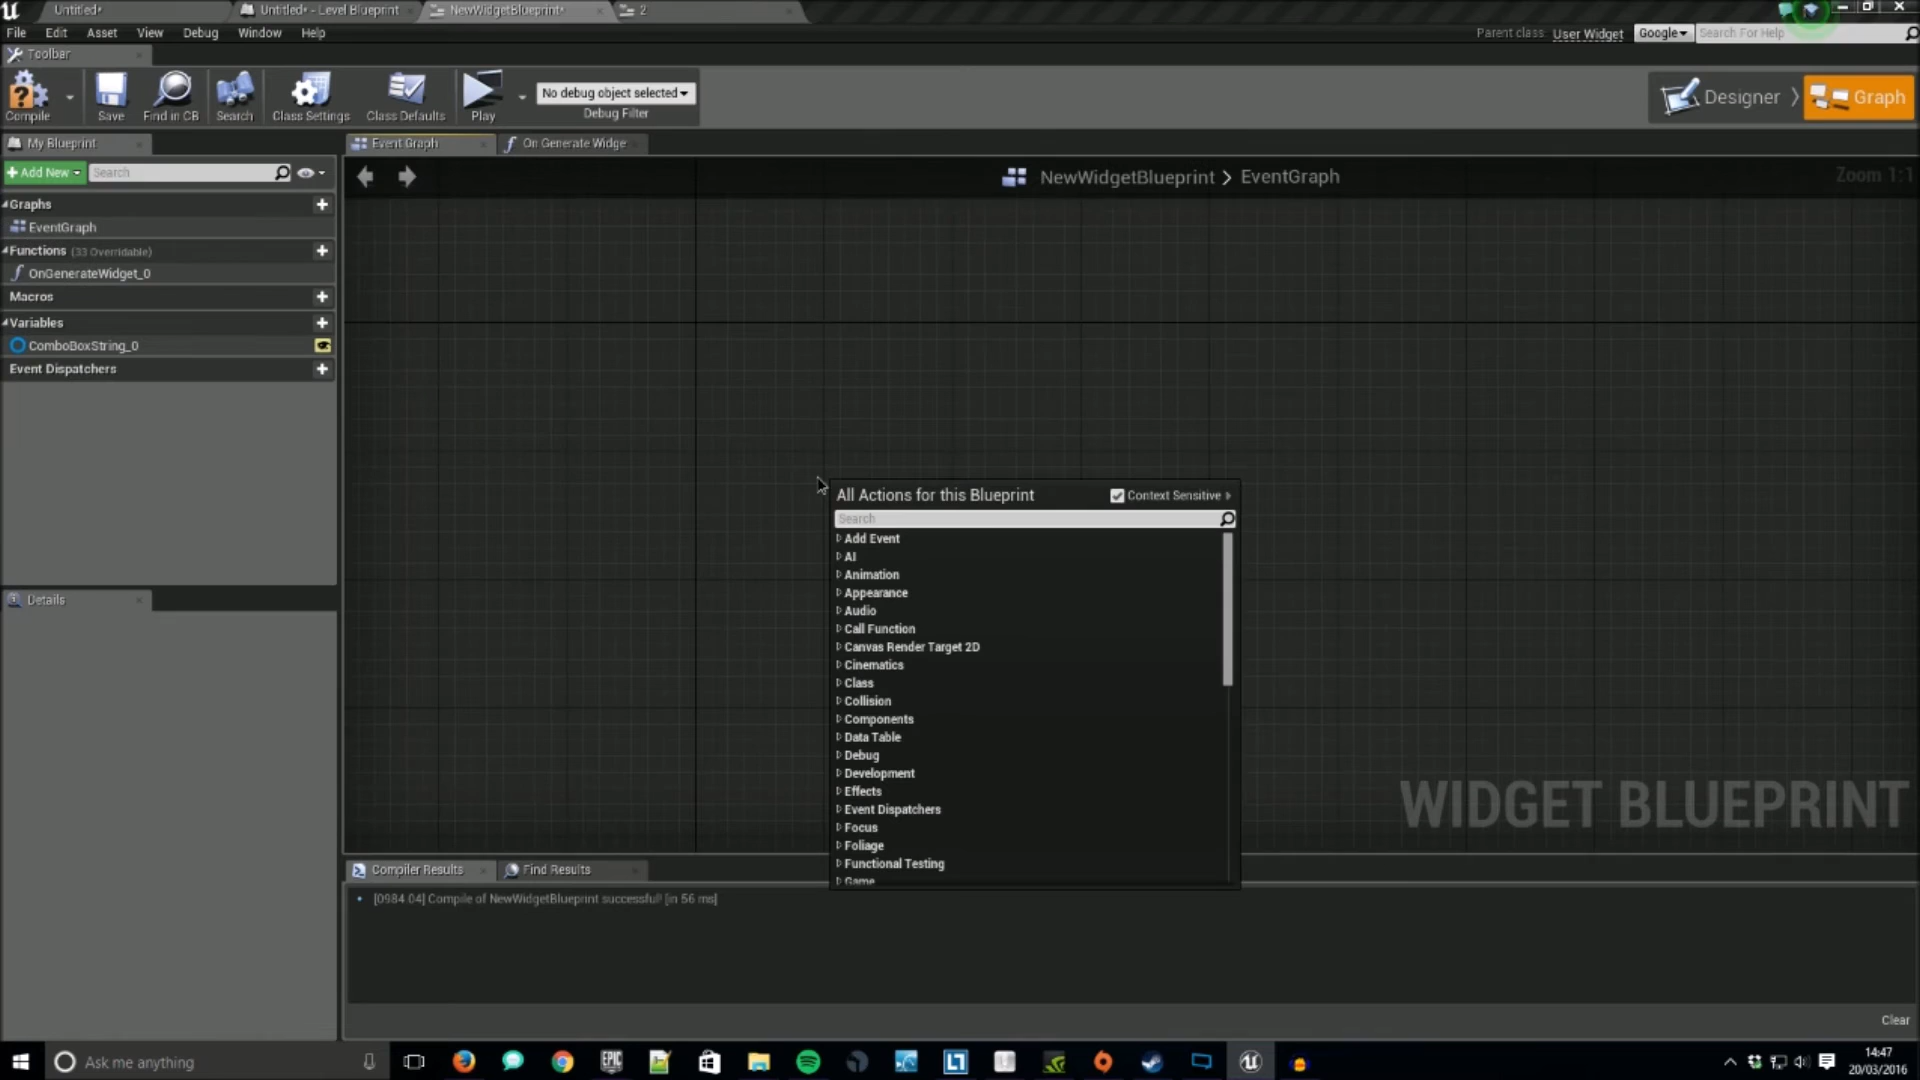 Untitled*
Untitled* - Level Blueprint
NewWidgetBlueprint*
2
File Edit Asset View Debug Window Help
Parent class: User Widget Google Search For Help
Toolbar
Compile Save Find in CB Search Class Settings Class Defaults Play
No debug object selected
Debug Filter
Designer Graph
My Blueprint
Event Graph
On Generate Widge
+ Add New Search
NewWidgetBlueprint > EventGraph
Zoom 1:1
Graphs
EventGraph
Functions (33 Overridable)
OnGenerateWidget_0
Macros
Variables
ComboBoxString_0
Event Dispatchers
All Actions for this Blueprint
Context Sensitive
Search
Add Event
AI
Animation
Appearance
Audio
Call Function
Canvas Render Target 2D
Cinematics
Class
Collision
Components
Data Table
Debug
Development
Effects
Event Dispatchers
Focus
Foliage
Functional Testing
Game
Details
WIDGET BLUEPRINT
Compiler Results
Find Results
[0984.04] Compile of NewWidgetBlueprint successful! [in 56 ms]
Clear
Ask me anything
EPIC
14:47
20/03/2016